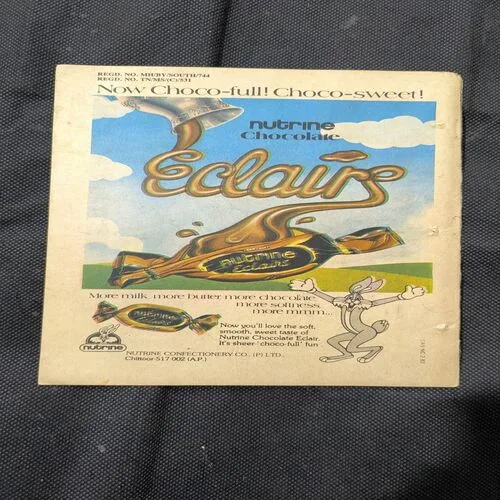 REGD. NO. MH/BY/SOUTH/744
REGD. NO. TN/MS/(C)/531
Now Choco-full! Choco-sweet!
nutrine
Chocolate
Eclairs
nutrine
Eclairs
More milk, more butter, more chocolate
more softness,
more mmm...
nutrine
Now you'll love the soft,
smooth, sweet taste of
Nutrine Chocolate Eclair.
It's sheer 'choco-full' fun
nutrine
NUTRINE CONFECTIONERY CO. (P) LTD.,
Chittoor-517 002 (A.P.)